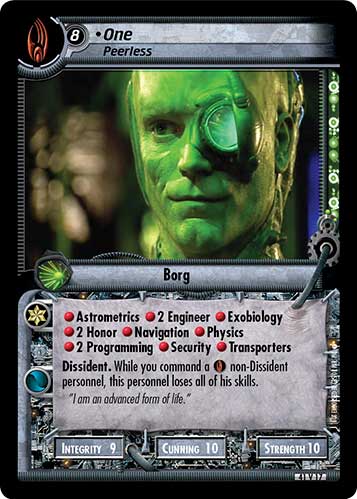 8 •One
Peerless
Borg
Astrometrics 2 Engineer Exobiology
2 Honor Navigation Physics
2 Programming Security Transporters
Dissident. While you command a non-Dissident
personnel, this personnel loses all of his skills.
"I am an advanced form of life."
INTEGRITY 9 CUNNING 10 STRENGTH 10
41 V 17